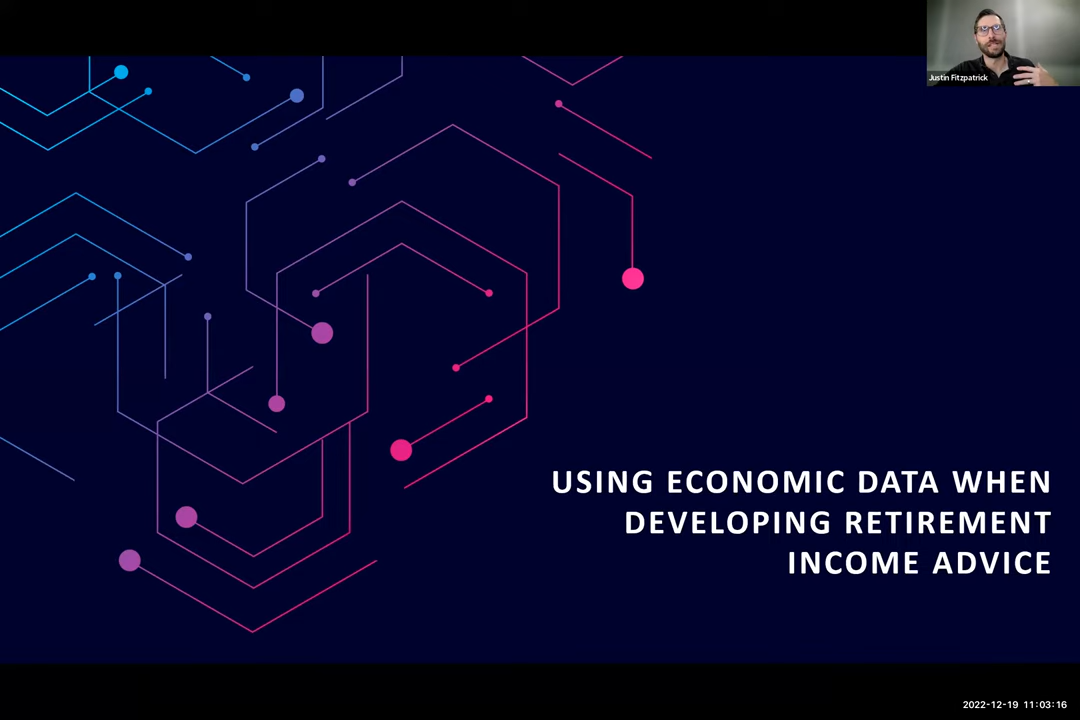 Justin Fitzpatrick
USING ECONOMIC DATA WHEN
DEVELOPING RETIREMENT
INCOME ADVICE
2022-12-19 11:03:16